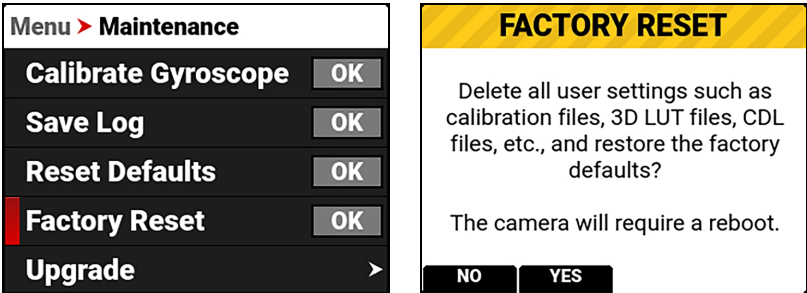 Menu ➤ Maintenance
Calibrate Gyroscope OK
Save Log OK
Reset Defaults OK
Factory Reset OK
Upgrade ➤
FACTORY RESET
Delete all user settings such as
calibration files, 3D LUT files, CDL
files, etc., and restore the factory
defaults?
The camera will require a reboot.
NO YES